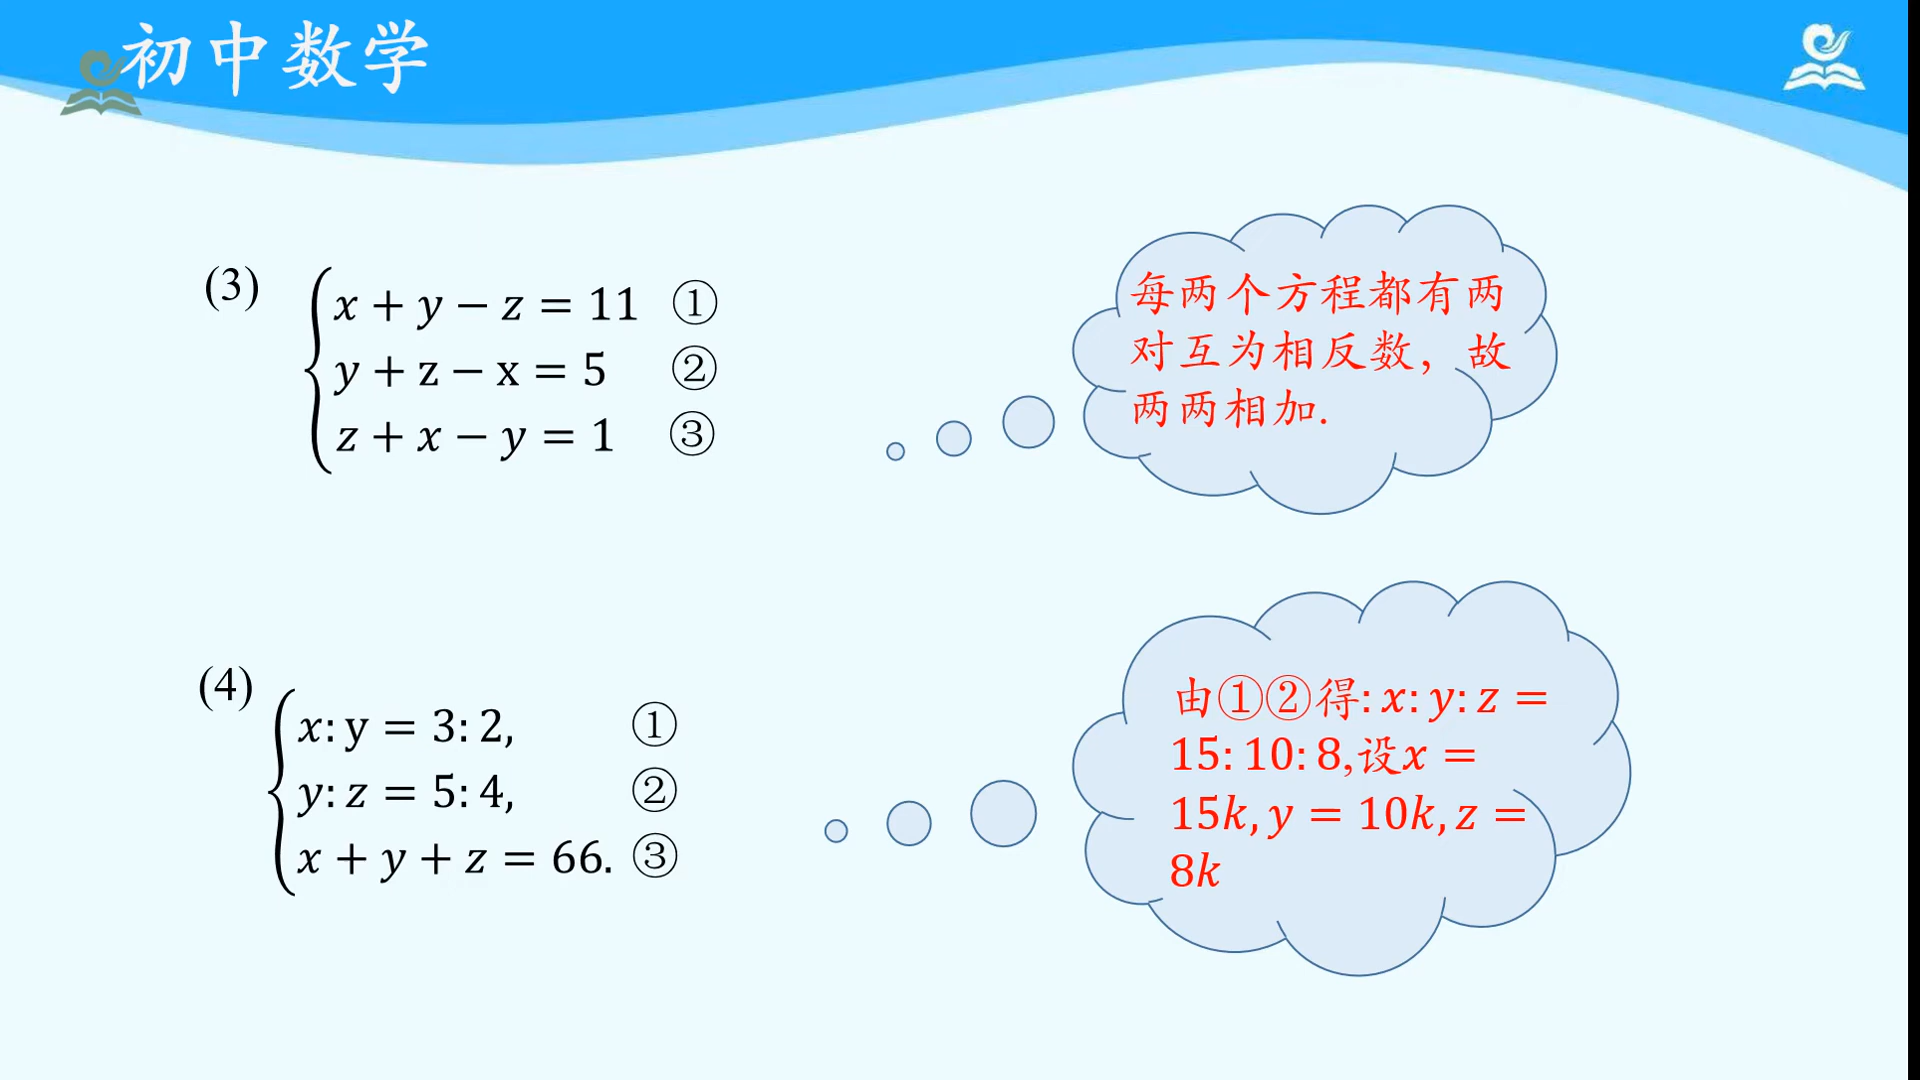 初中数学
(3)
x + y − z = 11 ①
y + z − x = 5 ②
z + x − y = 1 ③
每两个方程都有两
对互为相反数，故
两两相加.
(4)
x: y = 3: 2, ①
y: z = 5: 4, ②
x + y + z = 66. ③
由①②得: x: y: z =
15: 10: 8,设x =
15k, y = 10k, z =
8k